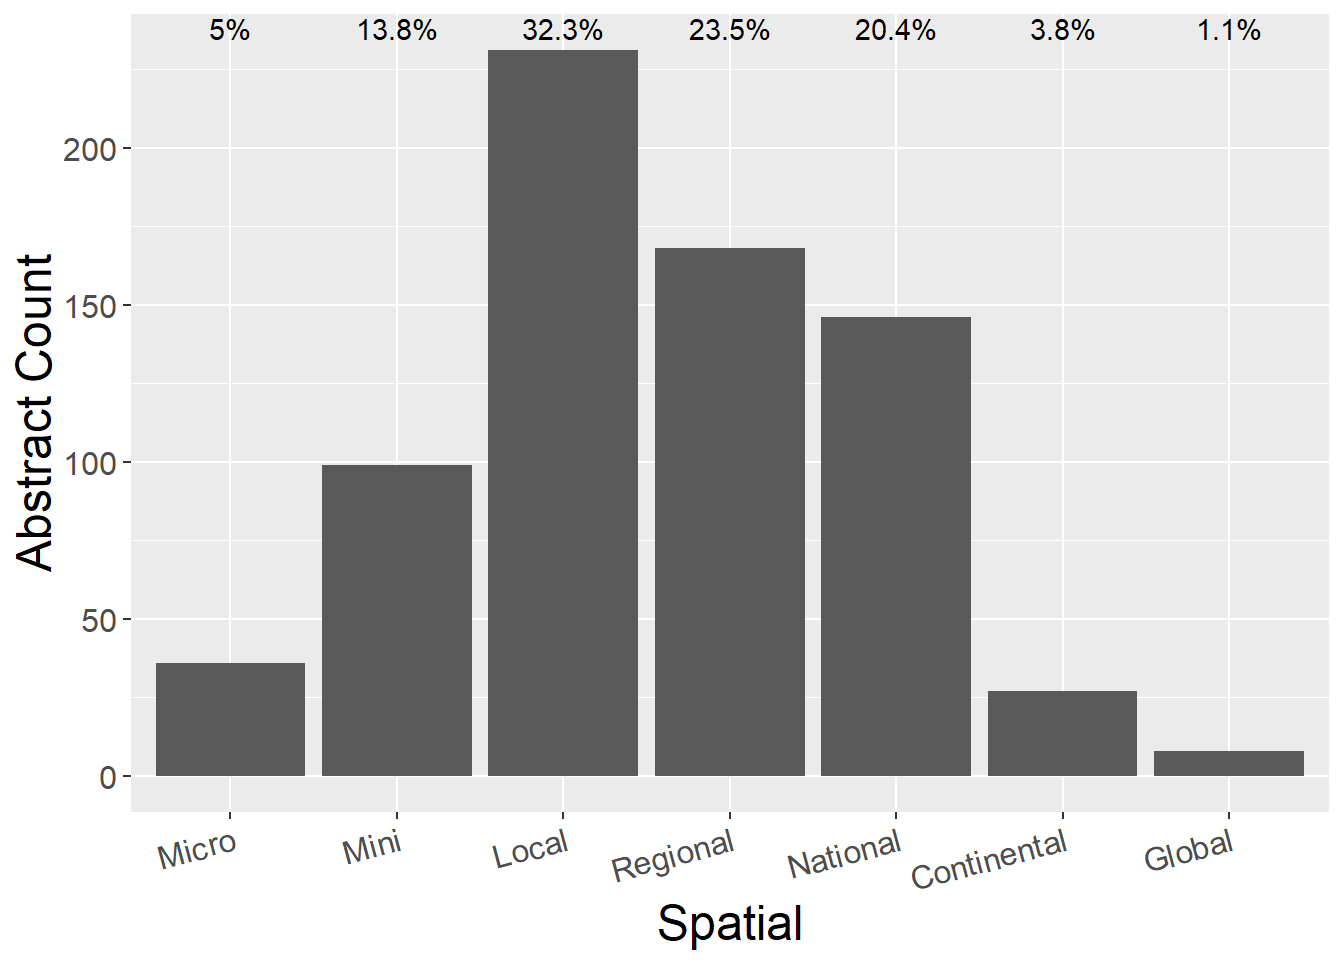 5% 13.8% 32.3% 23.5% 20.4% 3.8% 1.1%
Abstract Count
200
150
100
50
0
Micro Mini Local Regional National Continental Global
Spatial